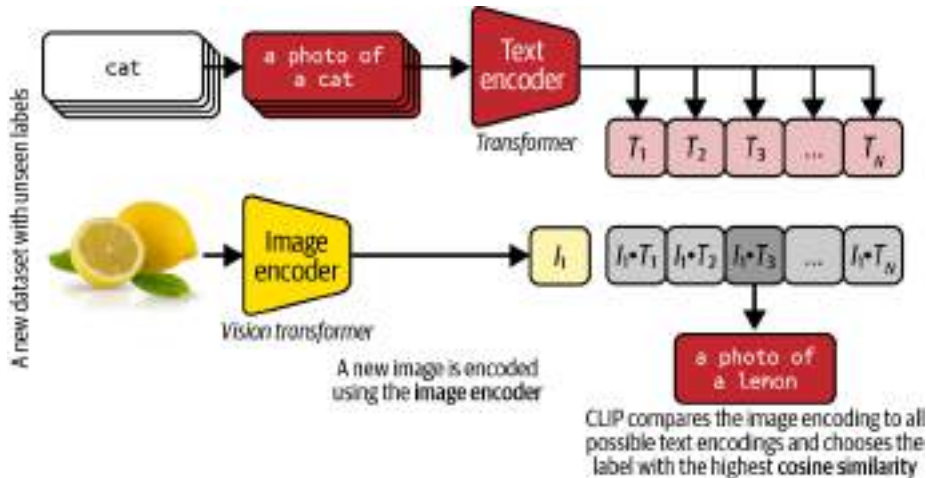 A new dataset with unseen labels
cat
a photo of
a cat
Text
encoder
Transformer
T₁ T₂ T₃ ... T_N
Image
encoder
Vision transformer
I₁
I₁•T₁ I₁•T₂ I₁•T₃ ... I₁•T_N
A new image is encoded
using the image encoder
a photo of
a lemon
CLIP compares the image encoding to all
possible text encodings and chooses the
label with the highest cosine similarity